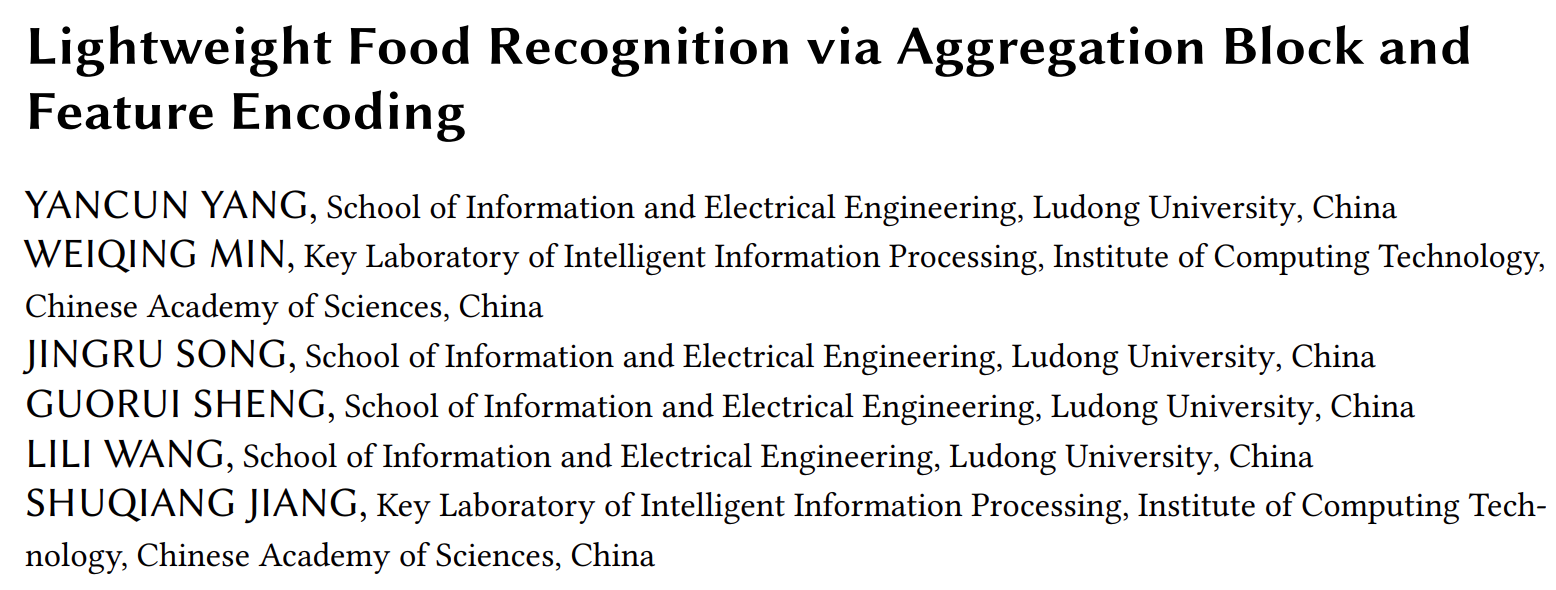 Lightweight Food Recognition via Aggregation Block and
Feature Encoding
YANCUN YANG, School of Information and Electrical Engineering, Ludong University, China
WEIQING MIN, Key Laboratory of Intelligent Information Processing, Institute of Computing Technology,
Chinese Academy of Sciences, China
JINGRU SONG, School of Information and Electrical Engineering, Ludong University, China
GUORUI SHENG, School of Information and Electrical Engineering, Ludong University, China
LILI WANG, School of Information and Electrical Engineering, Ludong University, China
SHUQIANG JIANG, Key Laboratory of Intelligent Information Processing, Institute of Computing Tech-
nology, Chinese Academy of Sciences, China